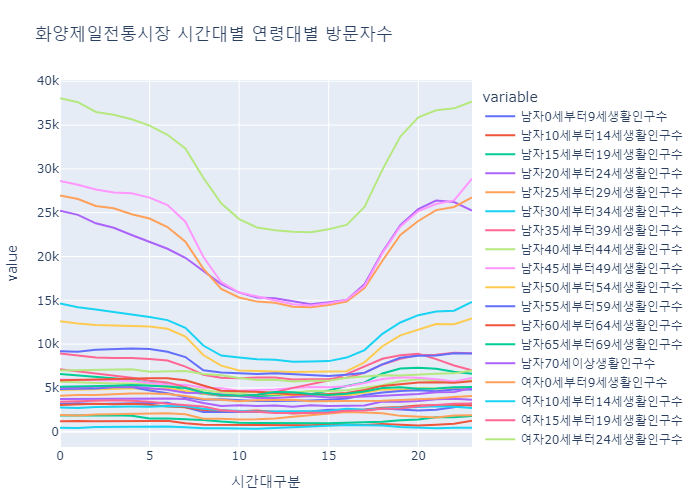 화양제일전통시장 시간대별 연령대별 방문자수
40k
35k
30k
25k
20k
15k
10k
5k
0
0
5
10
15
20
value
시간대구분
variable
남자0세부터9세생활인구수
남자10세부터14세생활인구수
남자15세부터19세생활인구수
남자20세부터24세생활인구수
남자25세부터29세생활인구수
남자30세부터34세생활인구수
남자35세부터39세생활인구수
남자40세부터44세생활인구수
남자45세부터49세생활인구수
남자50세부터54세생활인구수
남자55세부터59세생활인구수
남자60세부터64세생활인구수
남자65세부터69세생활인구수
남자70세이상생활인구수
여자0세부터9세생활인구수
여자10세부터14세생활인구수
여자15세부터19세생활인구수
여자20세부터24세생활인구수